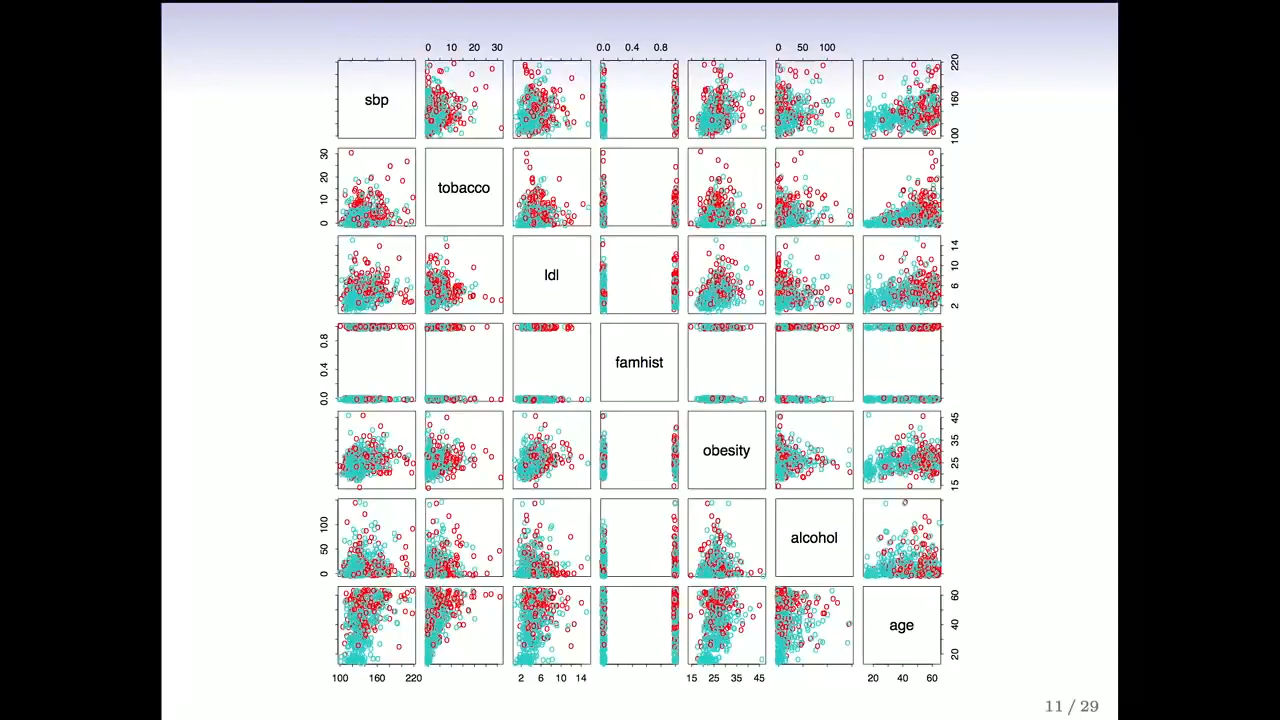 0 10 20 30 0.0 0.4 0.8 0 50 100
sbp
100 160 220
0 10 20 30
tobacco
ldl
2 6 10 14
0.0 0.4 0.8
famhist
obesity
15 25 35 45
0 50 100
alcohol
age
20 40 60
100 160 220 2 6 10 14 15 25 35 45 20 40 60
11 / 29